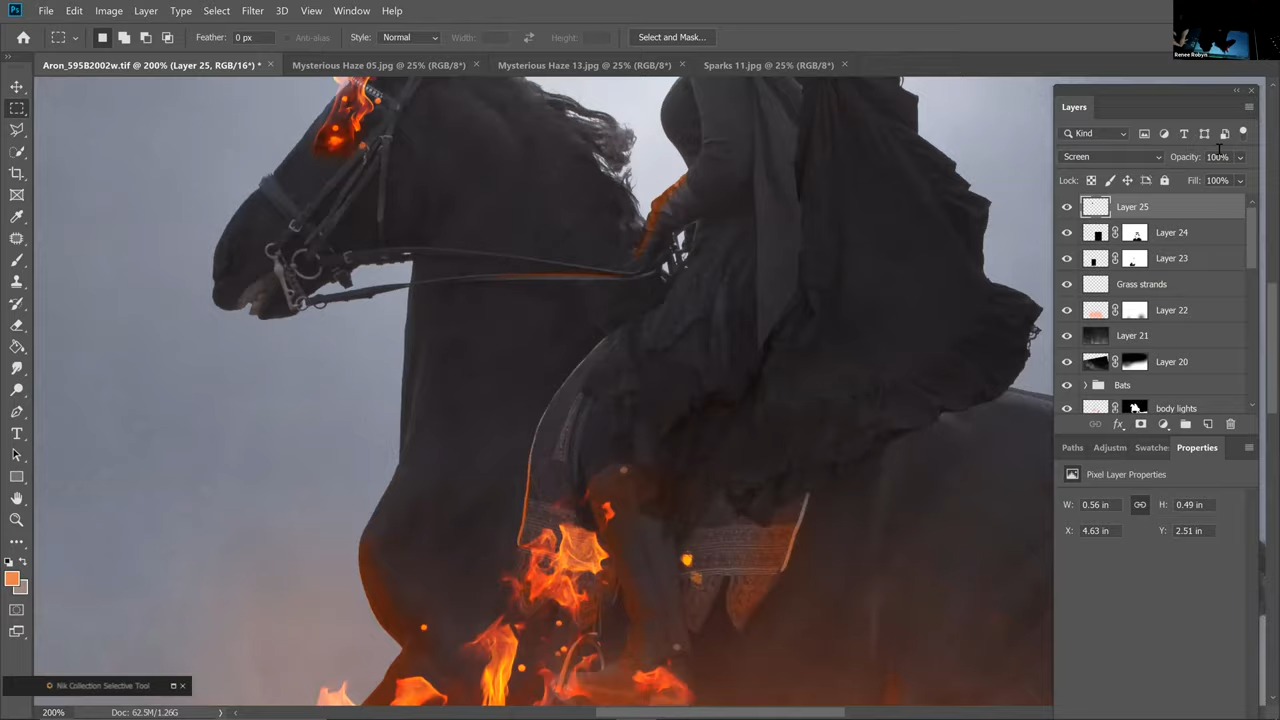 Ps File Edit Image Layer Type Select Filter 3D View Window Help
Feather: 0 px Anti-alias Style: Normal Width: Height: Select and Mask...
Renee Robyn
Aron_595B2002w.tif @ 200% (Layer 25, RGB/16*) * × Mysterious Haze 05.jpg @ 25% (RGB/8*) × Mysterious Haze 13.jpg @ 25% (RGB/8*) × Sparks 11.jpg @ 25% (RGB/8*) ×
Layers
Kind
Screen Opacity: 100%
Lock: Fill: 100%
Layer 25
Layer 24
Layer 23
Grass strands
Layer 22
Layer 21
Layer 20
Bats
body lights
fx
Paths Adjustm Swatche: Properties
Pixel Layer Properties
W: 0.56 in H: 0.49 in
X: 4.63 in Y: 2.51 in
Nik Collection Selective Tool
200% Doc: 62.5M/1.26G